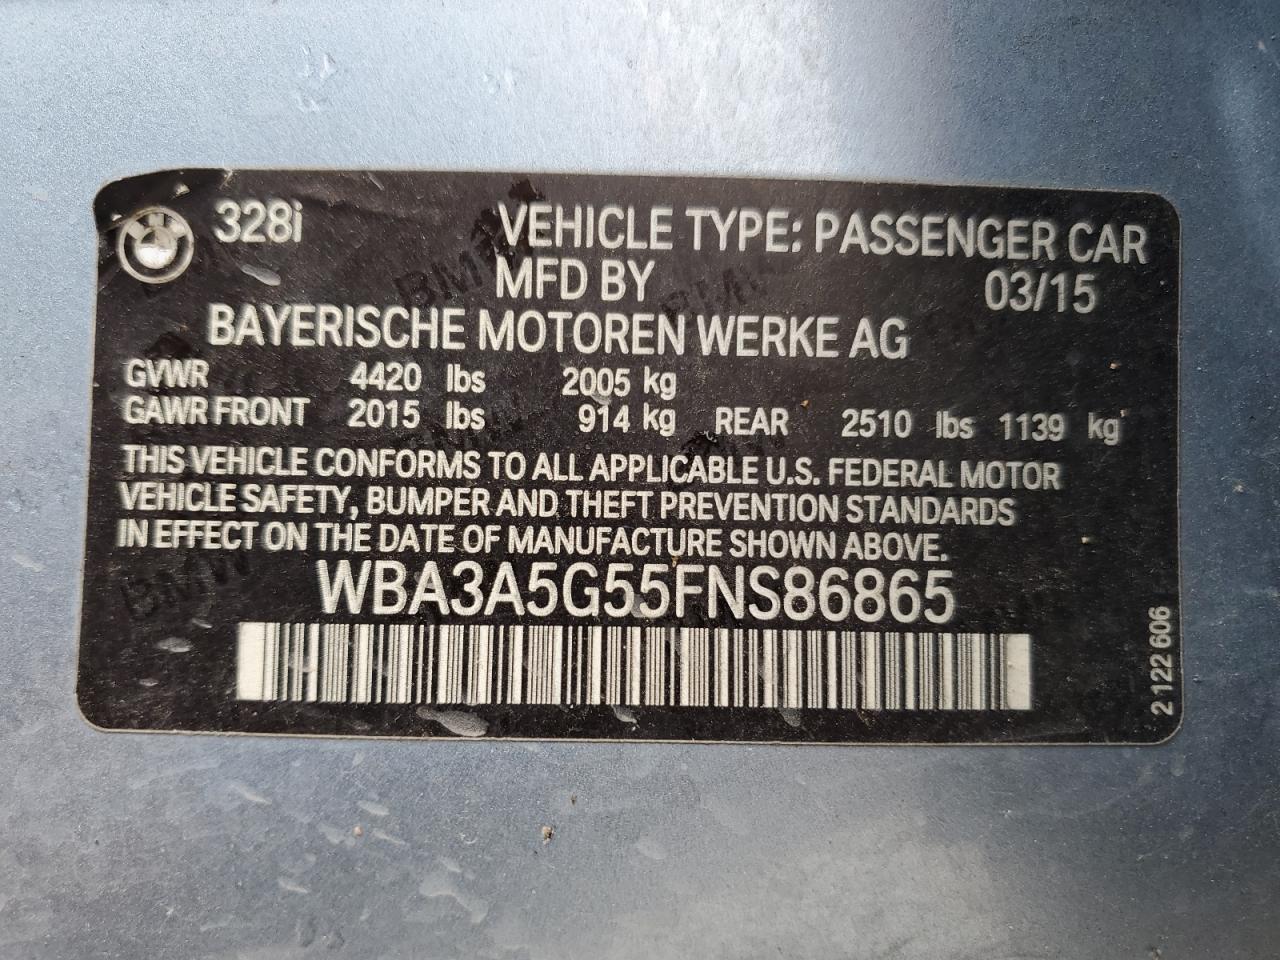 328i VEHICLE TYPE: PASSENGER CAR
MFD BY 03/15
BAYERISCHE MOTOREN WERKE AG
GVWR 4420 lbs 2005 kg
GAWR FRONT 2015 lbs 914 kg REAR 2510 lbs 1139 kg
THIS VEHICLE CONFORMS TO ALL APPLICABLE U.S. FEDERAL MOTOR
VEHICLE SAFETY, BUMPER AND THEFT PREVENTION STANDARDS
IN EFFECT ON THE DATE OF MANUFACTURE SHOWN ABOVE.
WBA3A5G55FNS86865
2 122 606
BMW
BMW
BMW